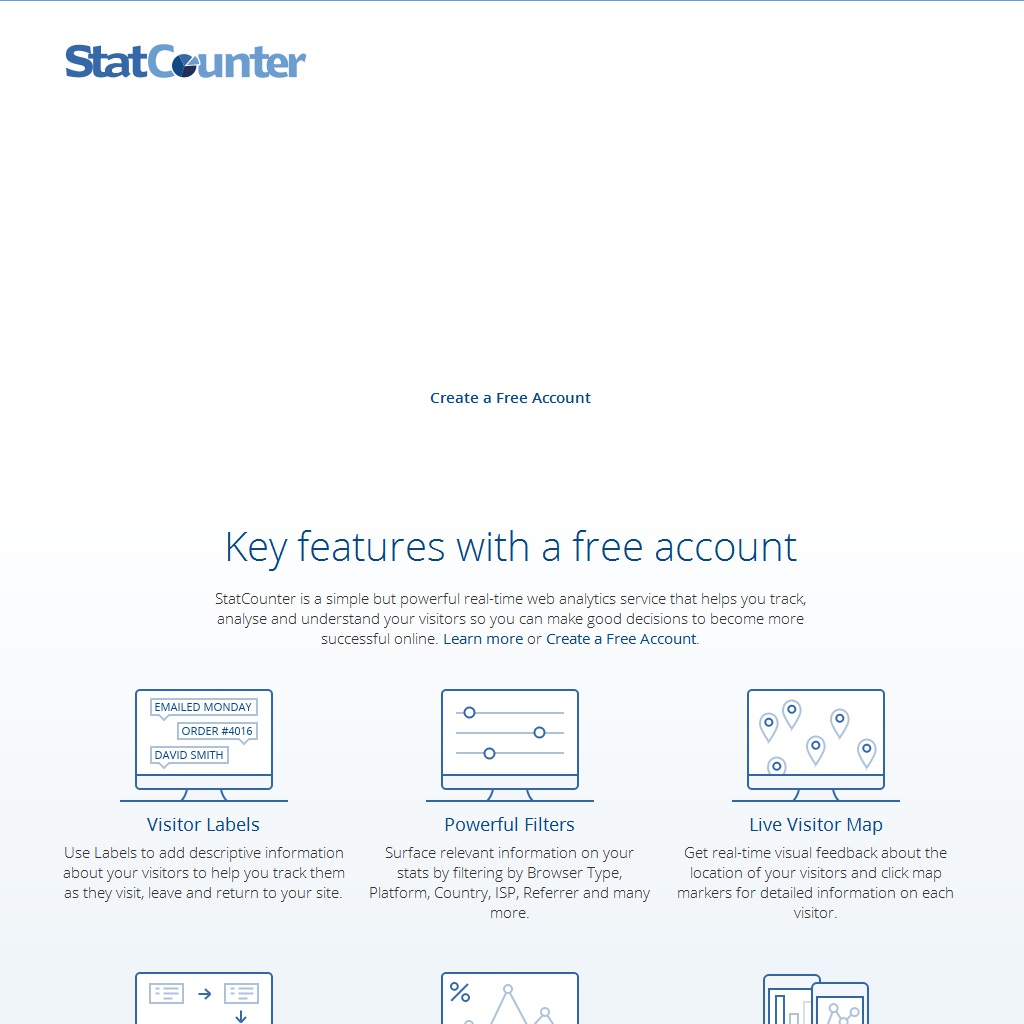 StatCounter
Create a Free Account
Key features with a free account
StatCounter is a simple but powerful real-time web analytics service that helps you track,
analyse and understand your visitors so you can make good decisions to become more
successful online. Learn more or Create a Free Account.
EMAILED MONDAY
ORDER #4016
DAVID SMITH
Visitor Labels
Use Labels to add descriptive information
about your visitors to help you track them
as they visit, leave and return to your site.
Powerful Filters
Surface relevant information on your
stats by filtering by Browser Type,
Platform, Country, ISP, Referrer and many
more.
Live Visitor Map
Get real-time visual feedback about the
location of your visitors and click map
markers for detailed information on each
visitor.
%